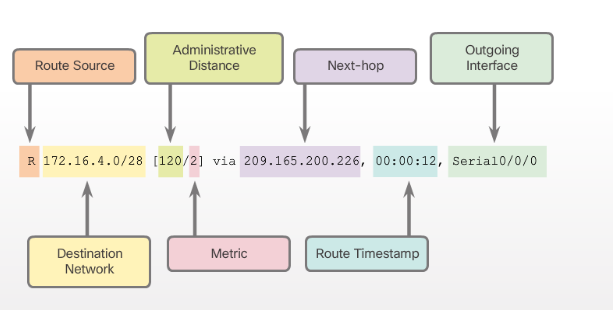 Route Source
Administrative
Distance
Next-hop
Outgoing
Interface
R 172.16.4.0/28 [120/2] via 209.165.200.226, 00:00:12, Serial0/0/0
Destination
Network
Metric
Route Timestamp